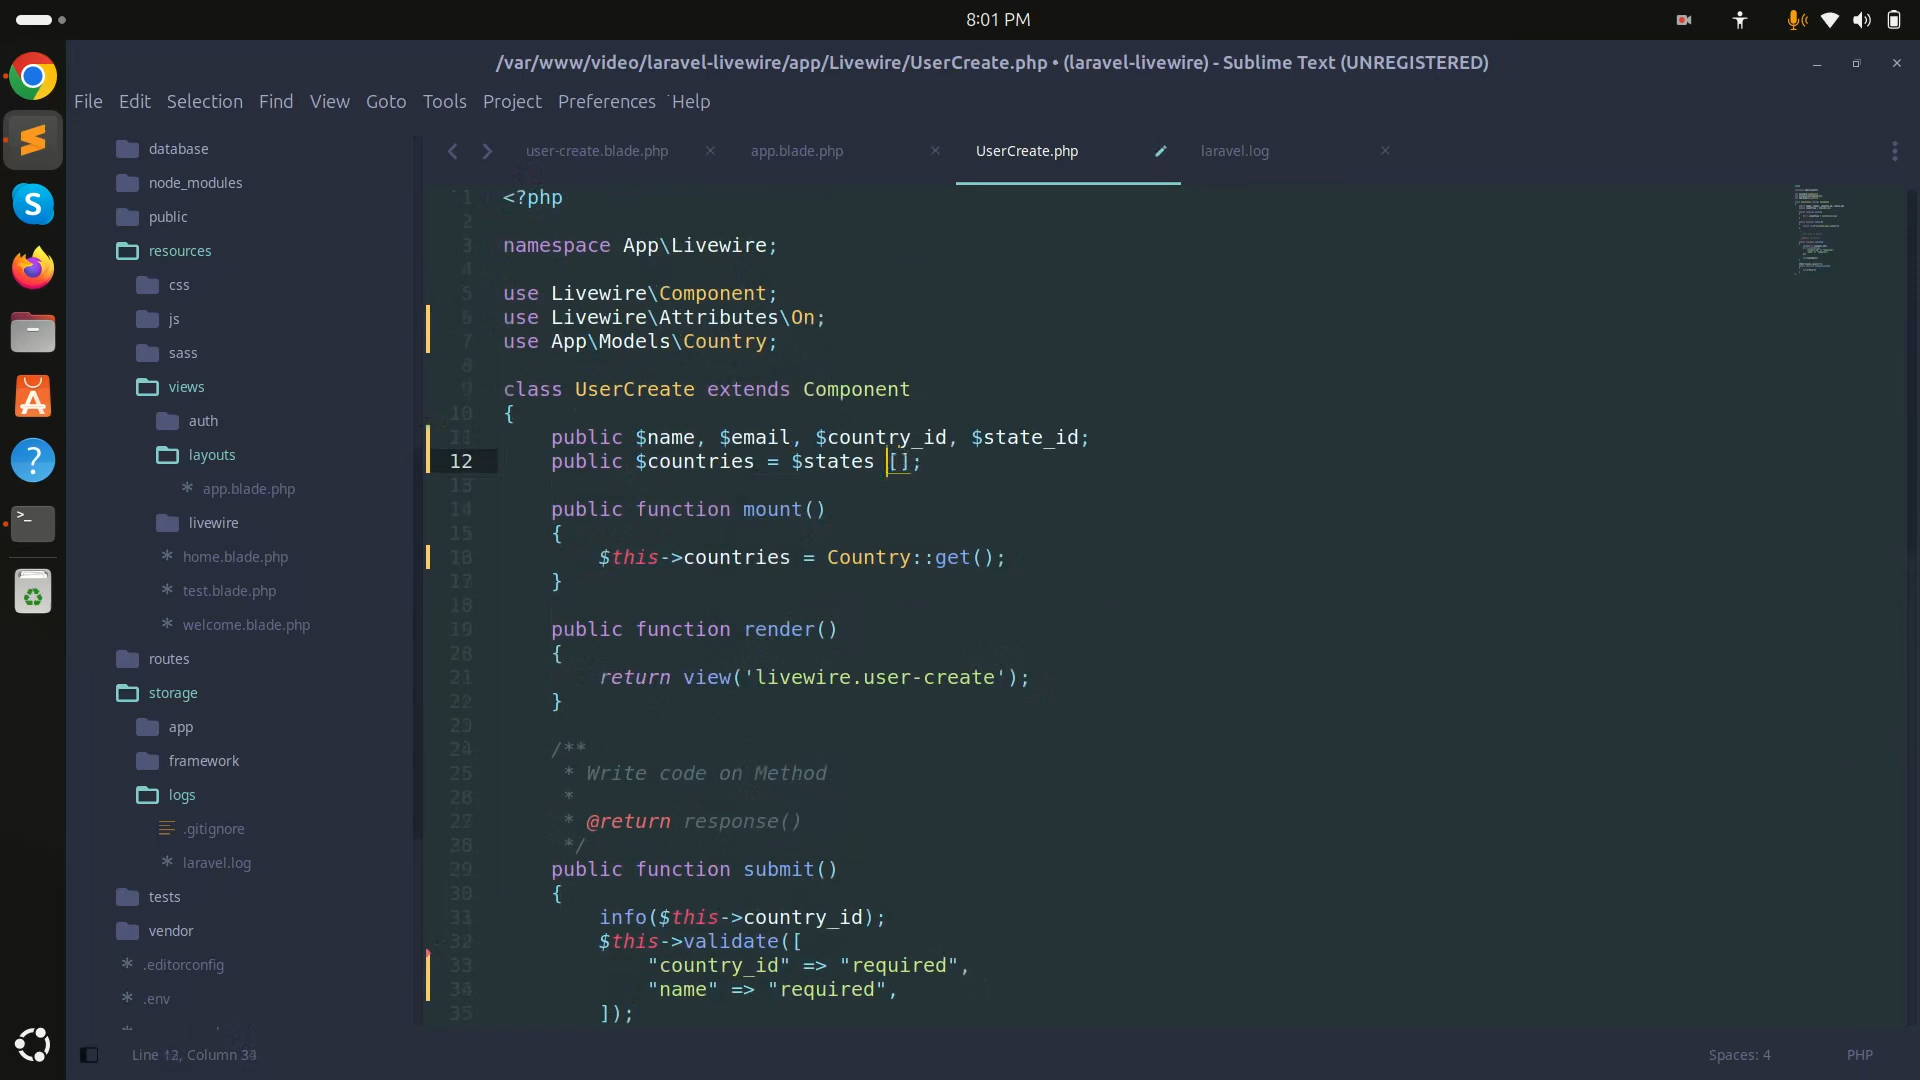 8:01 PM
/var/www/video/laravel-livewire/app/Livewire/UserCreate.php • (laravel-livewire) - Sublime Text (UNREGISTERED)
File Edit Selection Find View Goto Tools Project Preferences Help
user-create.blade.php
app.blade.php
UserCreate.php
laravel.log
database
node_modules
public
resources
css
js
sass
views
auth
layouts
app.blade.php
livewire
home.blade.php
test.blade.php
welcome.blade.php
routes
storage
app
framework
logs
.gitignore
laravel.log
tests
vendor
.editorconfig
.env
1 <?php
2
3 namespace App\Livewire;
4
5 use Livewire\Component;
6 use Livewire\Attributes\On;
7 use App\Models\Country;
8
9 class UserCreate extends Component
10 {
11 public $name, $email, $country_id, $state_id;
12 public $countries = $states [];
13
14 public function mount()
15 {
16 $this->countries = Country::get();
17 }
18
19 public function render()
20 {
21 return view('livewire.user-create');
22 }
23
24 /**
25 * Write code on Method
26 *
27 * @return response()
28 */
29 public function submit()
30 {
31 info($this->country_id);
32 $this->validate([
33 "country_id" => "required",
34 "name" => "required",
35 ]);
Spaces: 4
PHP